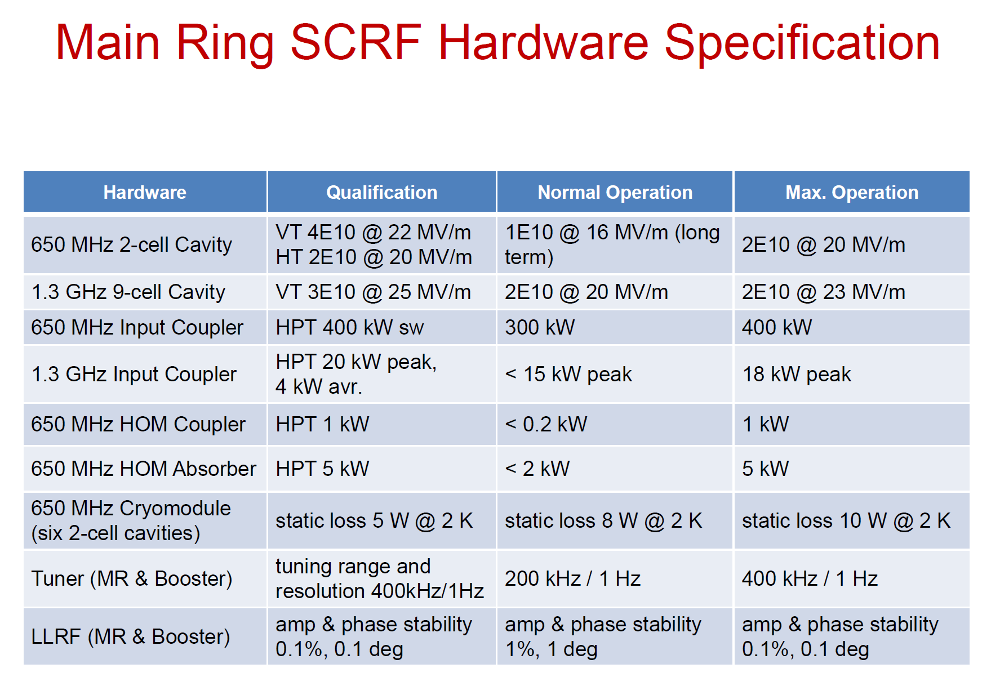 Main Ring SCRF Hardware Specification
Hardware
Qualification
Normal Operation
Max. Operation
650 MHz 2-cell Cavity
VT 4E10 @ 22 MV/m
HT 2E10 @ 20 MV/m
1E10 @ 16 MV/m (long
term)
2E10 @ 20 MV/m
1.3 GHz 9-cell Cavity
VT 3E10 @ 25 MV/m
2E10 @ 20 MV/m
2E10 @ 23 MV/m
650 MHz Input Coupler
HPT 400 kW sw
300 kW
400 kW
1.3 GHz Input Coupler
HPT 20 kW peak,
4 kW avr.
< 15 kW peak
18 kW peak
650 MHz HOM Coupler
HPT 1 kW
< 0.2 kW
1 kW
650 MHz HOM Absorber
HPT 5 kW
< 2 kW
5 kW
650 MHz Cryomodule
(six 2-cell cavities)
static loss 5 W @ 2 K
static loss 8 W @ 2 K
static loss 10 W @ 2 K
Tuner (MR & Booster)
tuning range and
resolution 400kHz/1Hz
200 kHz / 1 Hz
400 kHz / 1 Hz
LLRF (MR & Booster)
amp & phase stability
0.1%, 0.1 deg
amp & phase stability
1%, 1 deg
amp & phase stability
0.1%, 0.1 deg